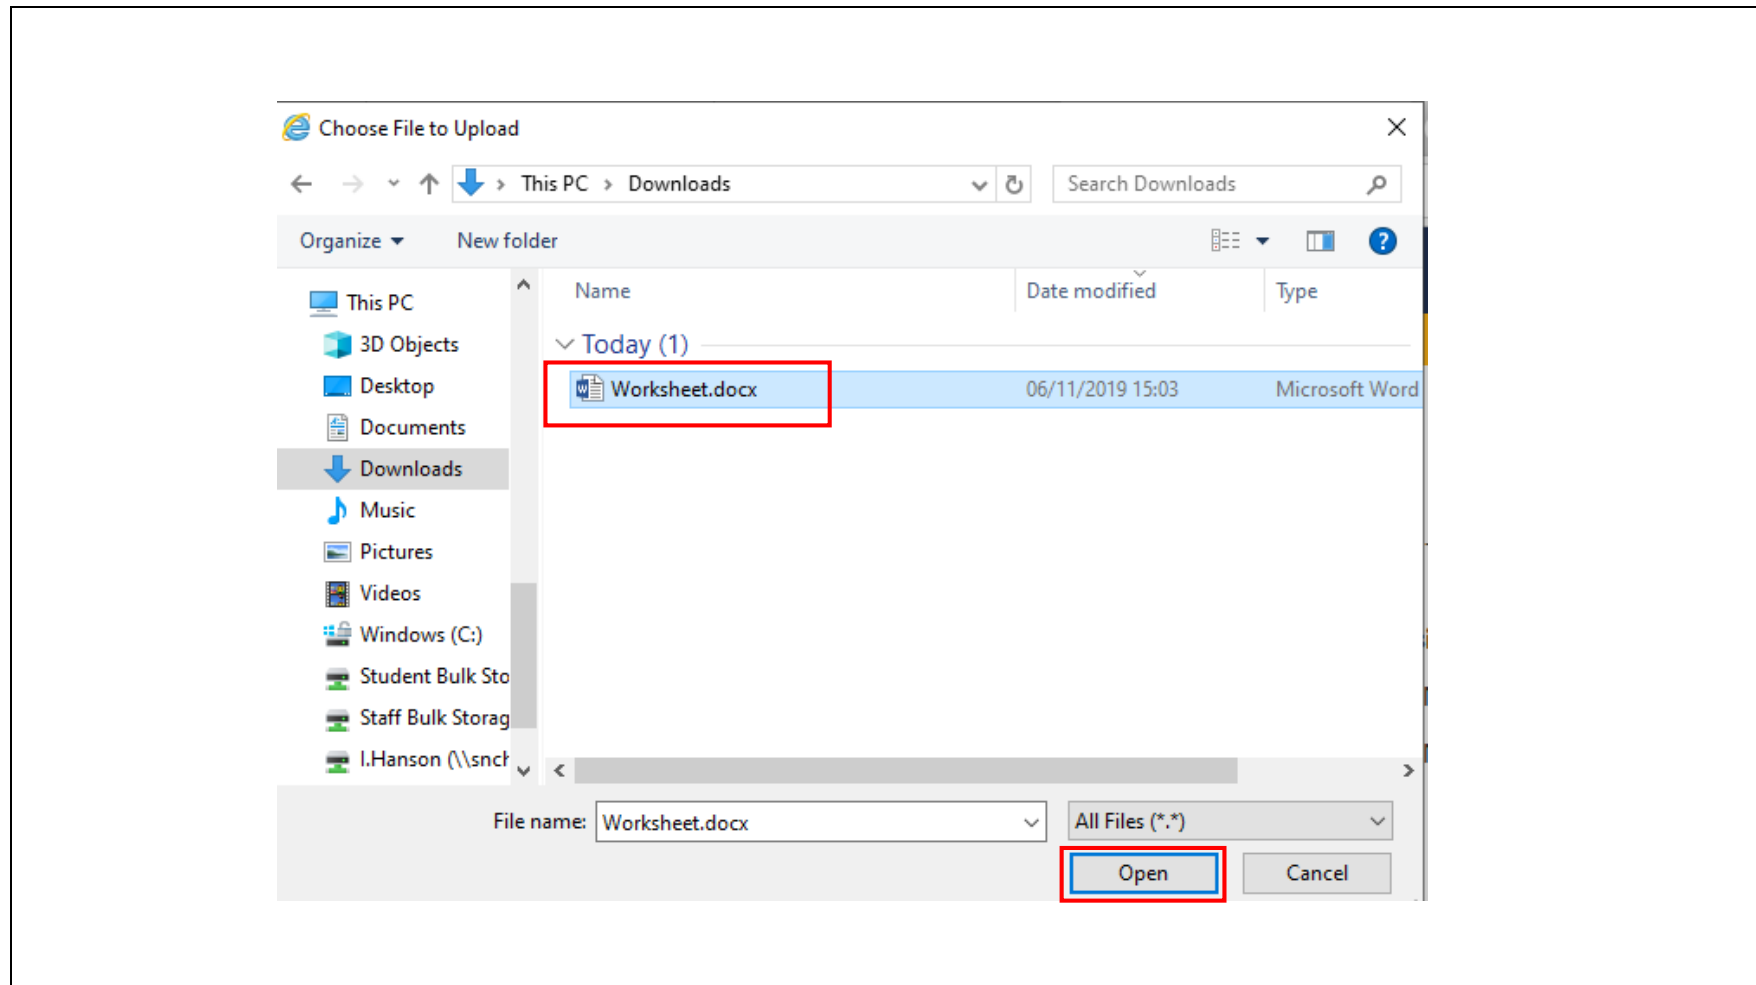 Choose File to Upload
This PC > Downloads
Search Downloads
Organize
New folder
This PC
3D Objects
Desktop
Documents
Downloads
Music
Pictures
Videos
Windows (C:)
Student Bulk Sto
Staff Bulk Storag
I.Hanson (\\snch
Name Date modified Type
Today (1)
Worksheet.docx 06/11/2019 15:03 Microsoft Word
File name: Worksheet.docx All Files (*.*)
Open Cancel